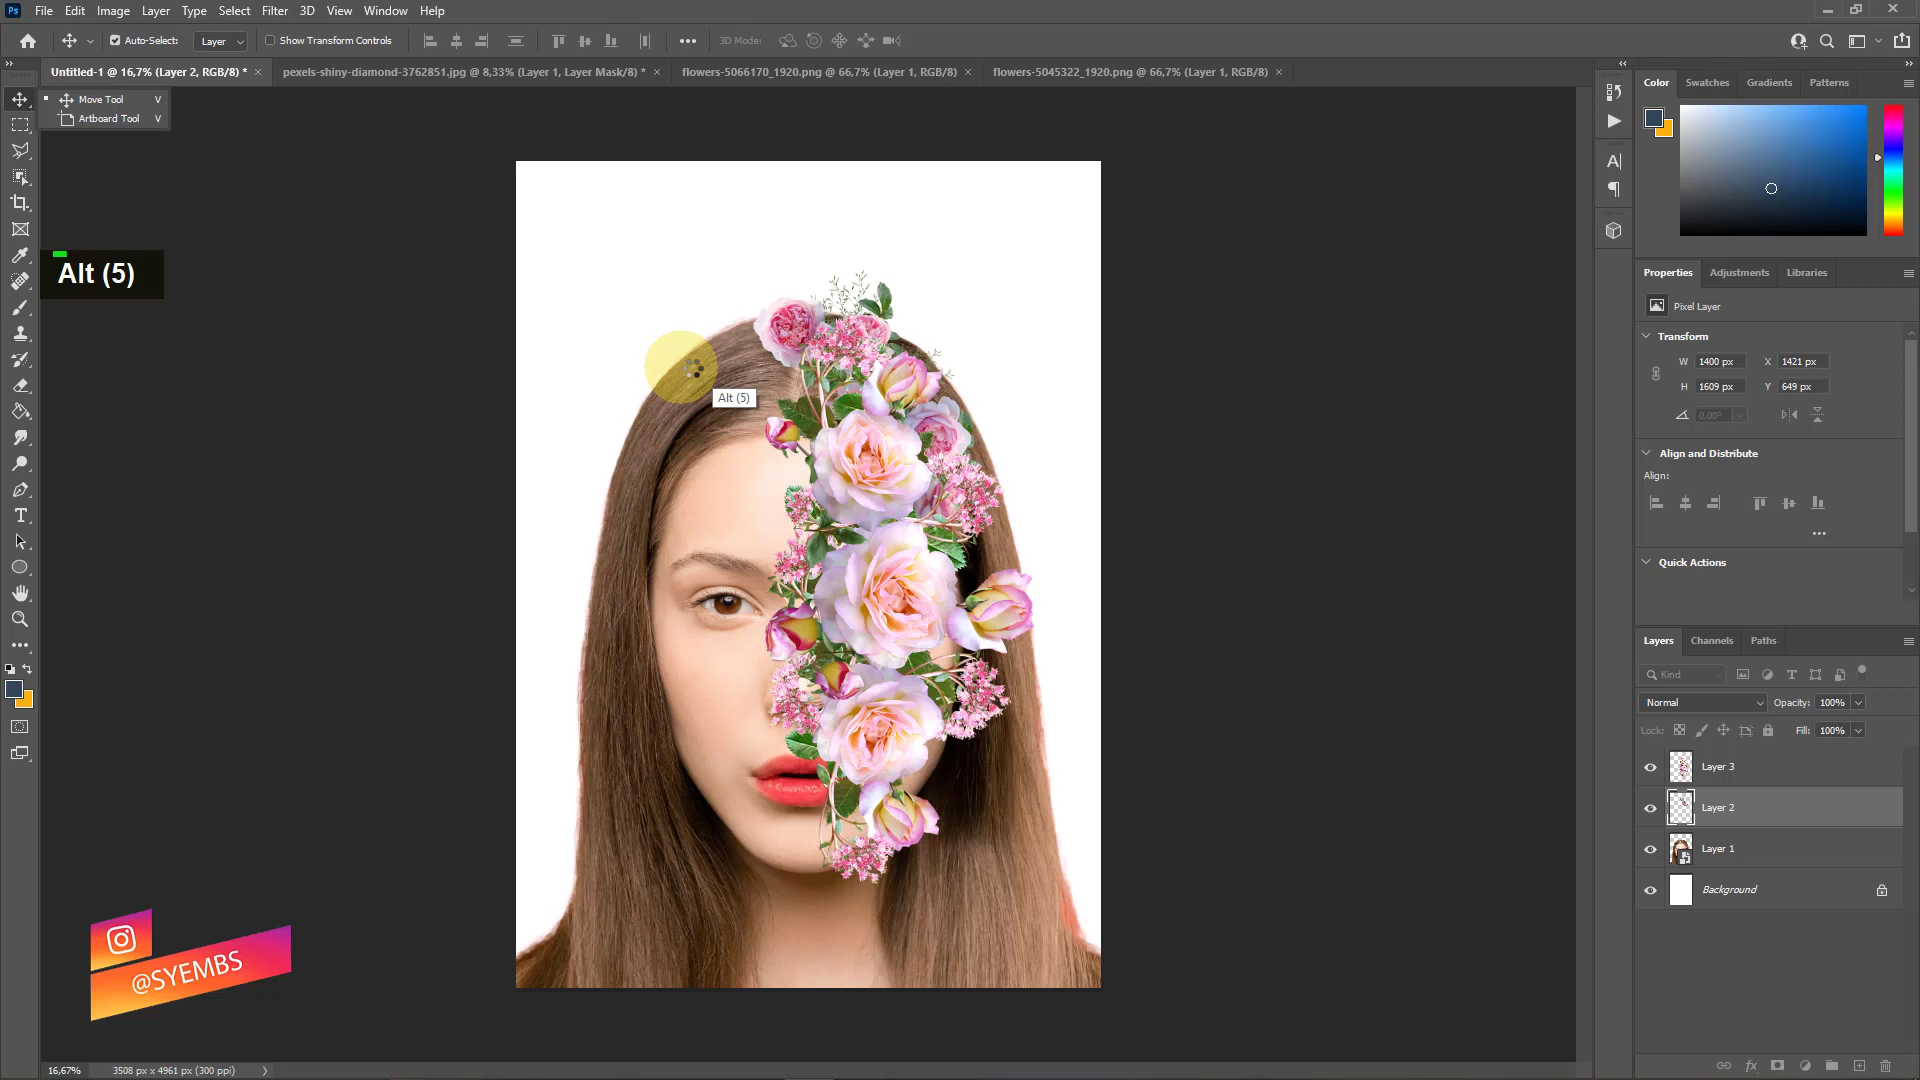 Ps File Edit Image Layer Type Select Filter 3D View Window Help
Auto-Select: Layer Show Transform Controls 3D Mode:
Untitled-1 @ 16,7% (Layer 2, RGB/8) * × pexels-shiny-diamond-3762851.jpg @ 8,33% (Layer 1, Layer Mask/8) * × flowers-5066170_1920.png @ 66,7% (Layer 1, RGB/8) × flowers-5045322_1920.png @ 66,7% (Layer 1, RGB/8) ×
Move Tool V
Artboard Tool V
Alt (5)
Alt (5)
@SYEMBS
16,67% 3508 px x 4961 px (300 ppi)
Color Swatches Gradients Patterns
Properties Adjustments Libraries
Pixel Layer
Transform
W 1400 px X 1421 px
H 1609 px Y 649 px
0,00°
Align and Distribute
Align:
Quick Actions
Layers Channels Paths
Kind
Normal Opacity: 100%
Lock: Fill: 100%
Layer 3
Layer 2
Layer 1
Background